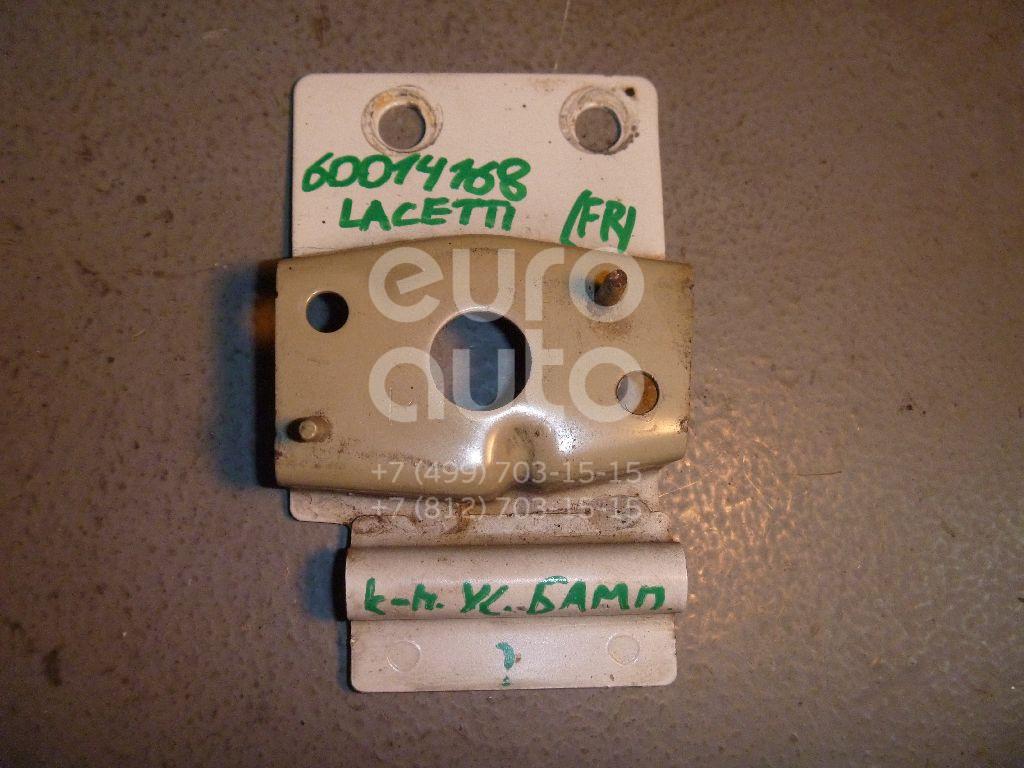 60014168
LACETTI (FR)
euro
auto
+7 (499) 703-15-15
+7 (812) 703-15-15
к-т. ус. БАМП
?